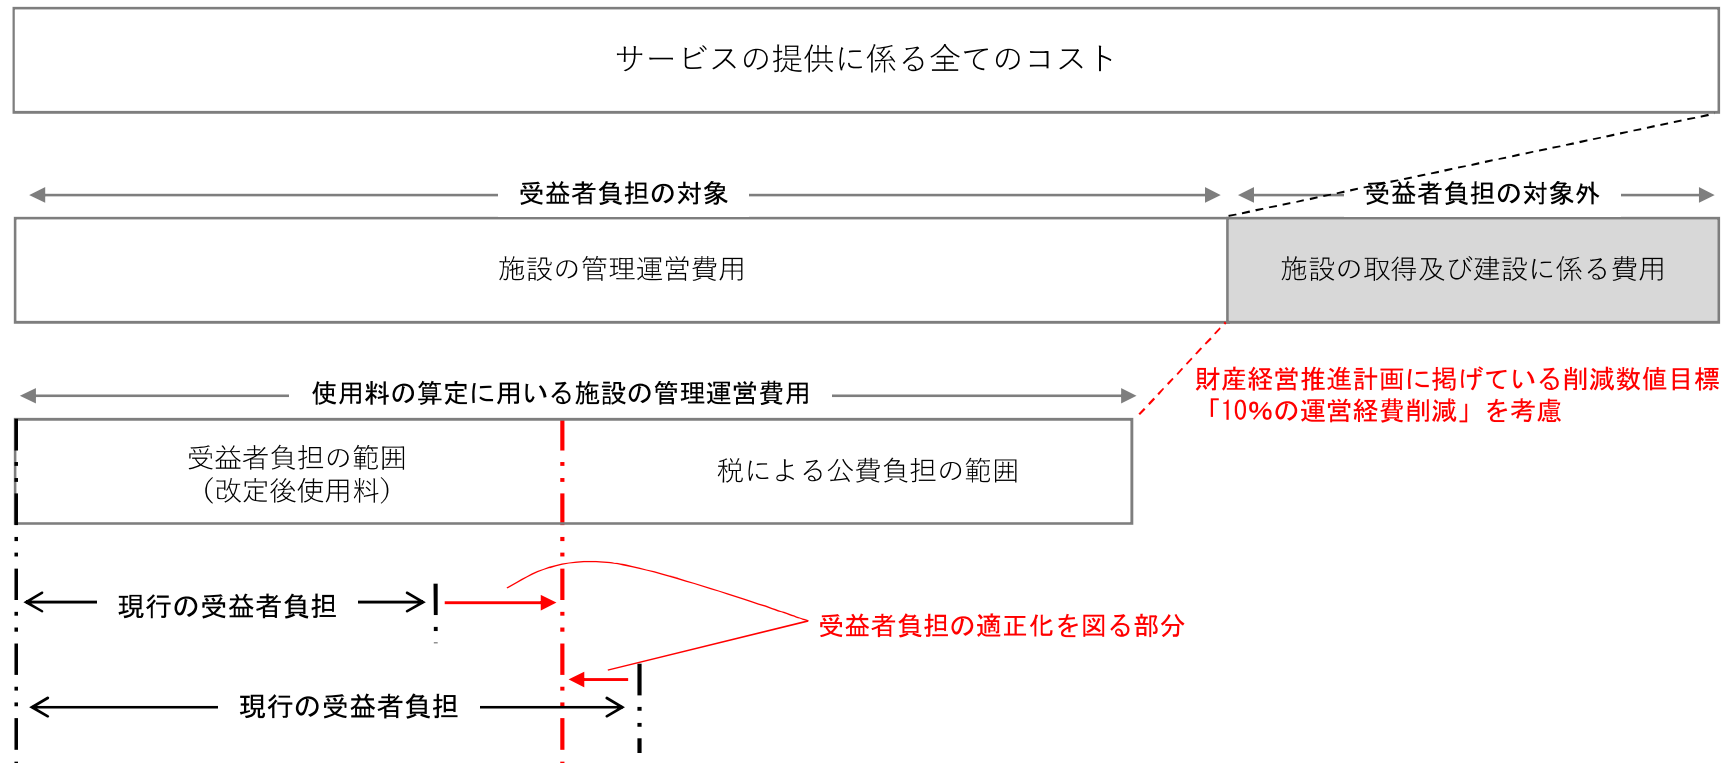 サービスの提供に係る全てのコスト
受益者負担の対象
受益者負担の対象外
施設の管理運営費用
施設の取得及び建設に係る費用
財産経営推進計画に掲げている削減数値目標
「10%の運営経費削減」を考慮
使用料の算定に用いる施設の管理運営費用
受益者負担の範囲
（改定後使用料）
税による公費負担の範囲
現行の受益者負担
受益者負担の適正化を図る部分
現行の受益者負担